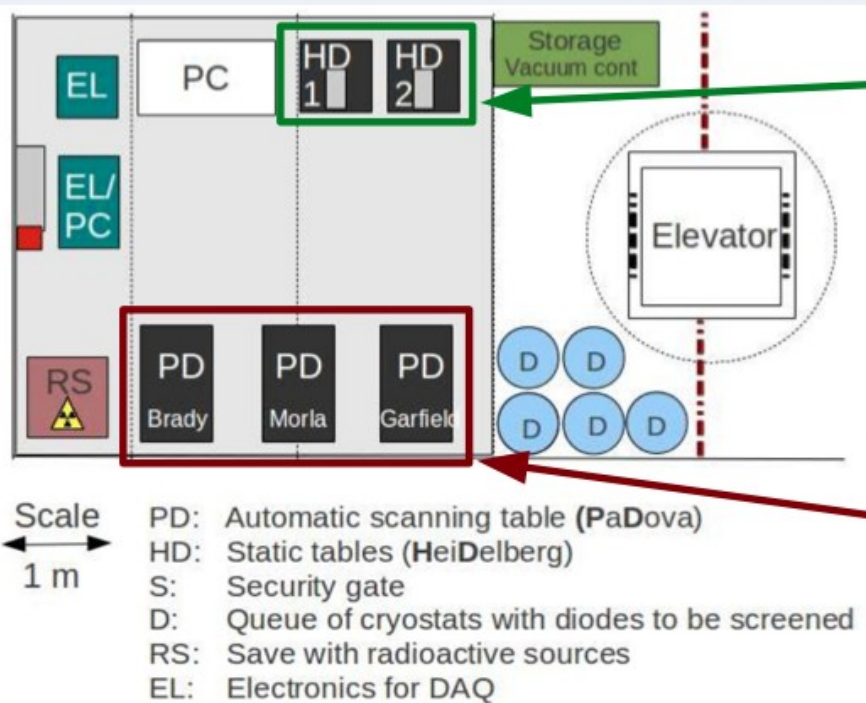 EL
PC
HD
1
HD
2
Storage
Vacuum cont
EL/
PC
Elevator
RS
PD
Brady
PD
Morla
PD
Garfield
D
D
D
D
D
Scale
1 m
PD: Automatic scanning table (PaDova)
HD: Static tables (HeiDelberg)
S: Security gate
D: Queue of cryostats with diodes to be screened
RS: Save with radioactive sources
EL: Electronics for DAQ